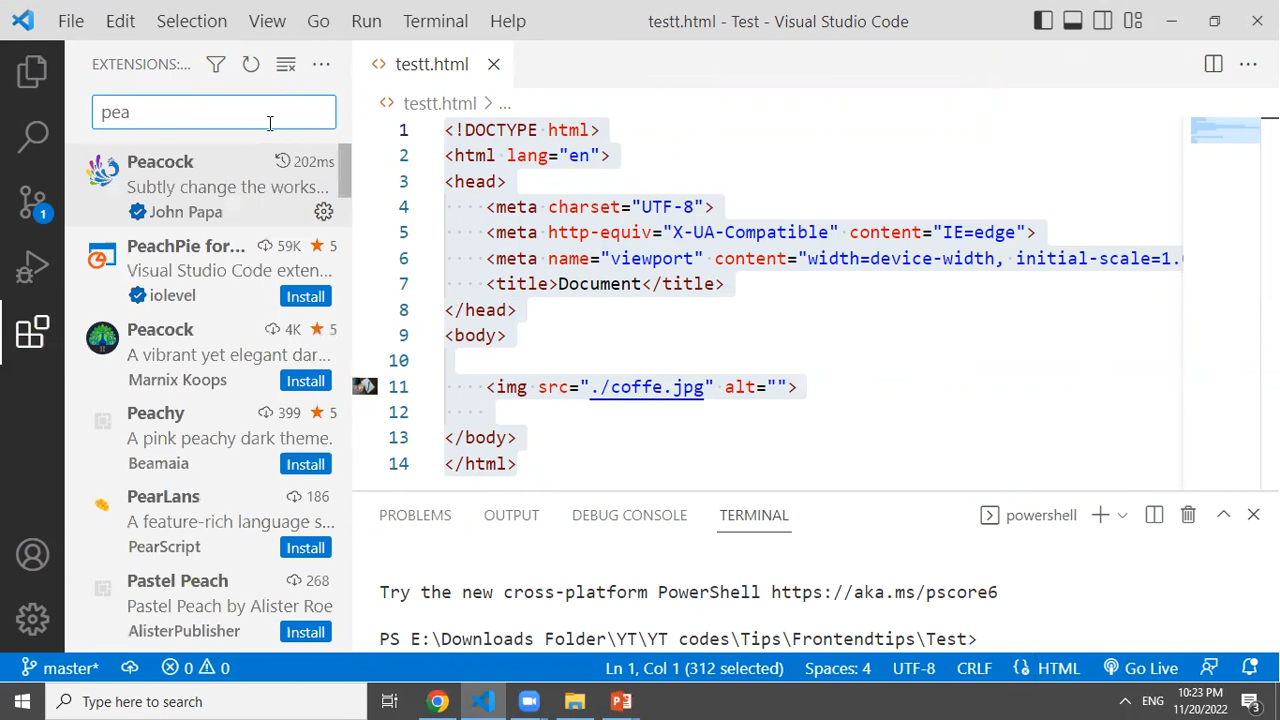 File Edit Selection View Go Run Terminal Help testt.html - Test - Visual Studio Code
EXTENSIONS:...
testt.html
pea
testt.html > ...
Peacock 202ms
Subtly change the works...
John Papa
PeachPie for... 59K 5
Visual Studio Code exten...
iolevel Install
Peacock 4K 5
A vibrant yet elegant dar...
Marnix Koops Install
Peachy 399 5
A pink peachy dark theme.
Beamaia Install
PearLans 186
A feature-rich language s...
PearScript Install
Pastel Peach 268
Pastel Peach by Alister Roe
AlisterPublisher Install
1
1 <!DOCTYPE html>
2 <html lang="en">
3 <head>
4 <meta charset="UTF-8">
5 <meta http-equiv="X-UA-Compatible" content="IE=edge">
6 <meta name="viewport" content="width=device-width, initial-scale=1.
7 <title>Document</title>
8 </head>
9 <body>
10
11 <img src="./coffe.jpg" alt="">
12
13 </body>
14 </html>
PROBLEMS OUTPUT DEBUG CONSOLE TERMINAL powershell
Try the new cross-platform PowerShell https://aka.ms/pscore6
PS E:\Downloads Folder\YT\YT codes\Tips\Frontendtips\Test>
master* 0 0 Ln 1, Col 1 (312 selected) Spaces: 4 UTF-8 CRLF HTML Go Live
Type here to search
ENG
10:23 PM
11/20/2022
3